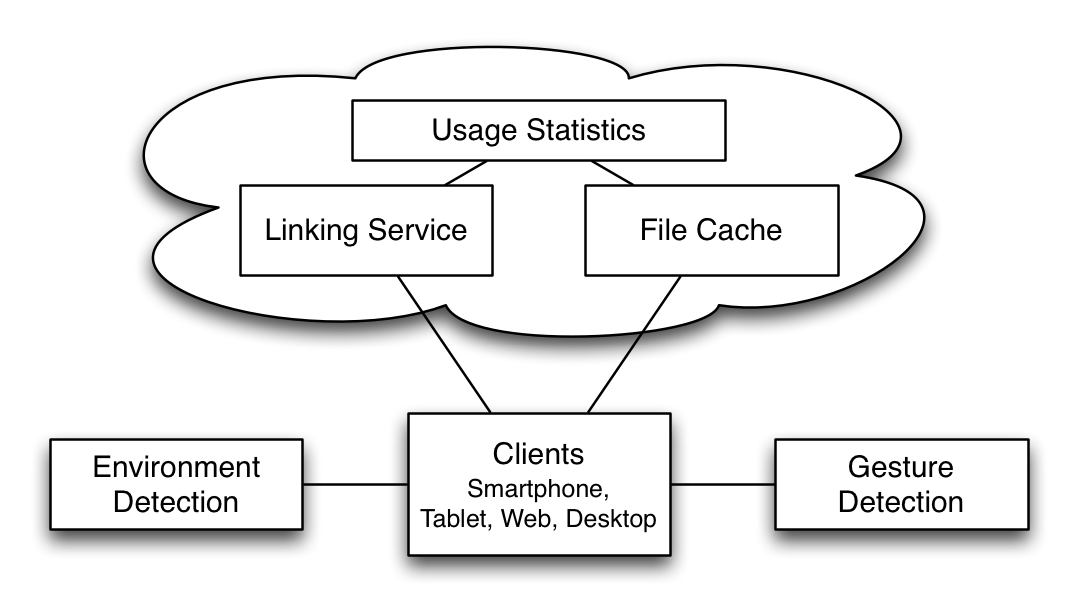 Usage Statistics
Linking Service
File Cache
Clients
Smartphone,
Tablet, Web, Desktop
Environment
Detection
Gesture
Detection